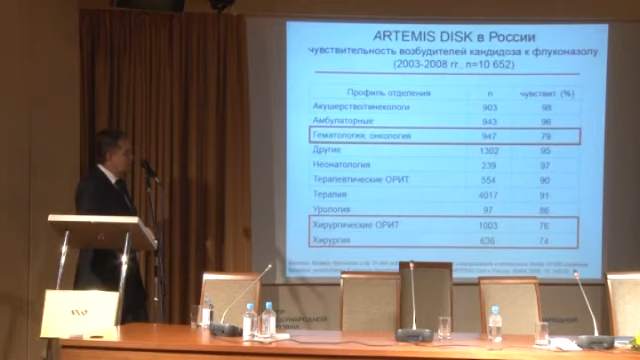 ARTEMIS DISK в России
чувствительность возбудителей кандидоза к флуконазолу
(2003-2008 гг., n=10 652)
Профиль отделения n чувствит (%)
Акушерство/гинекологи 903 98
Амбулаторные 943 96
Гематология, онкология 947 79
Другие 1302 95
Неонатология 239 97
Терапевтические ОРИТ 554 90
Терапия 4017 91
Урология 97 86
Хирургические ОРИТ 1003 76
Хирургия 636 74